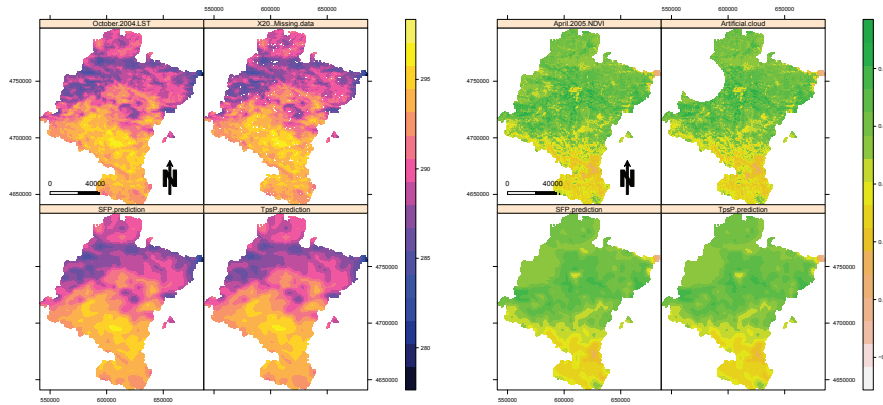 550000 600000 650000
October.2004.LST X20..Missing.data
4750000
4700000
4650000
0 40000
N
SFP.prediction TpsP.prediction
4750000
4700000
4650000
550000 600000 650000
295
290
285
280
550000 600000 650000
April.2005.NDVI Artificial.cloud
4750000
4700000
4650000
0 40000
N
SFP.prediction TpsP.prediction
4750000
4700000
4650000
550000 600000 650000